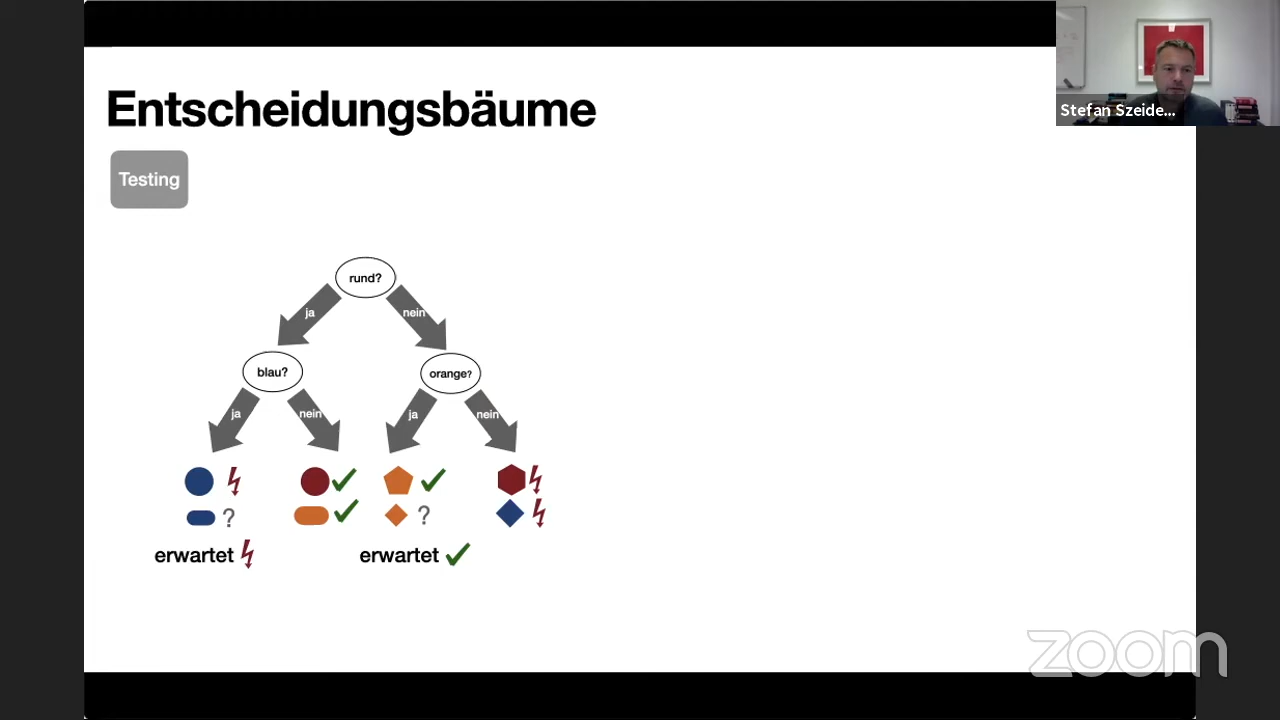 Stefan Szeide...
Entscheidungsbäume
Testing
rund?
ja
nein
blau?
orange?
ja
nein
ja
nein
?
?
erwartet
erwartet
zoom